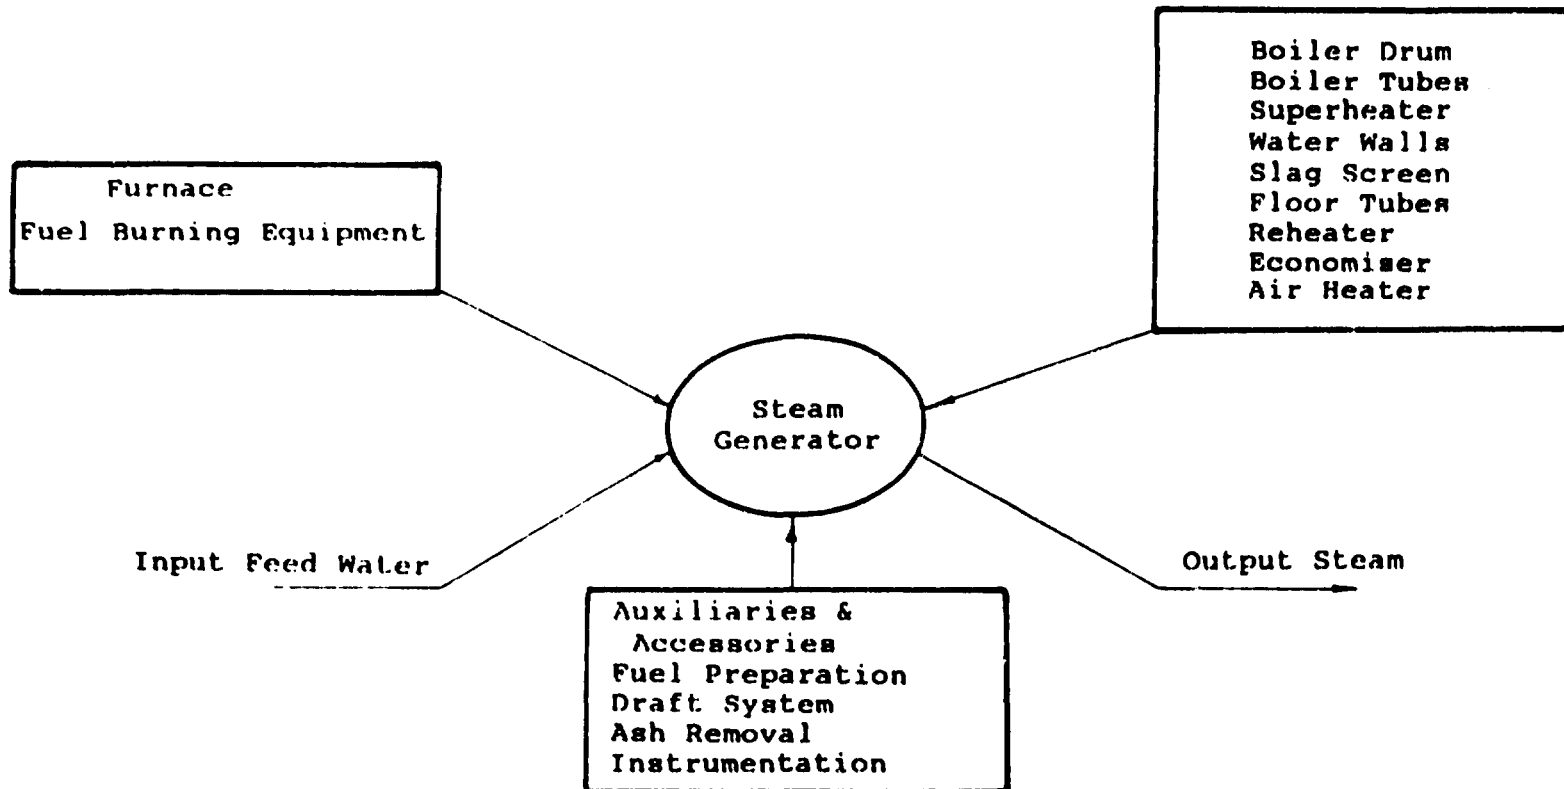 Furnace
Fuel Burning Equipment
Boiler Drum
Boiler Tubes
Superheater
Water Walls
Slag Screen
Floor Tubes
Reheater
Economiser
Air Heater
Steam
Generator
Input Feed Water
Output Steam
Auxiliaries &
Accessories
Fuel Preparation
Draft System
Ash Removal
Instrumentation